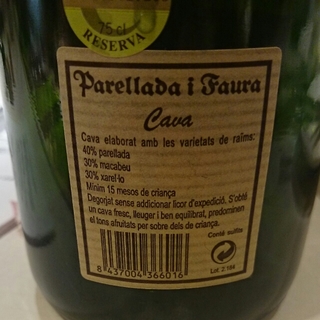 75 cl.
RESERVA
Parellada i Faura
Cava
Cava elaborat amb les varietats de raïms:
40% parellada
30% macabeu
30% xarel·lo
Mínim 15 mesos de criança
Degorjat sense addicionar licor d'expedició. S'obté
un cava fresc, lleuger i ben equilibrat, predominen
el tons afruitats per sobre dels de criança.
Conté sulfits
8 437004 366016
Lot 2.166